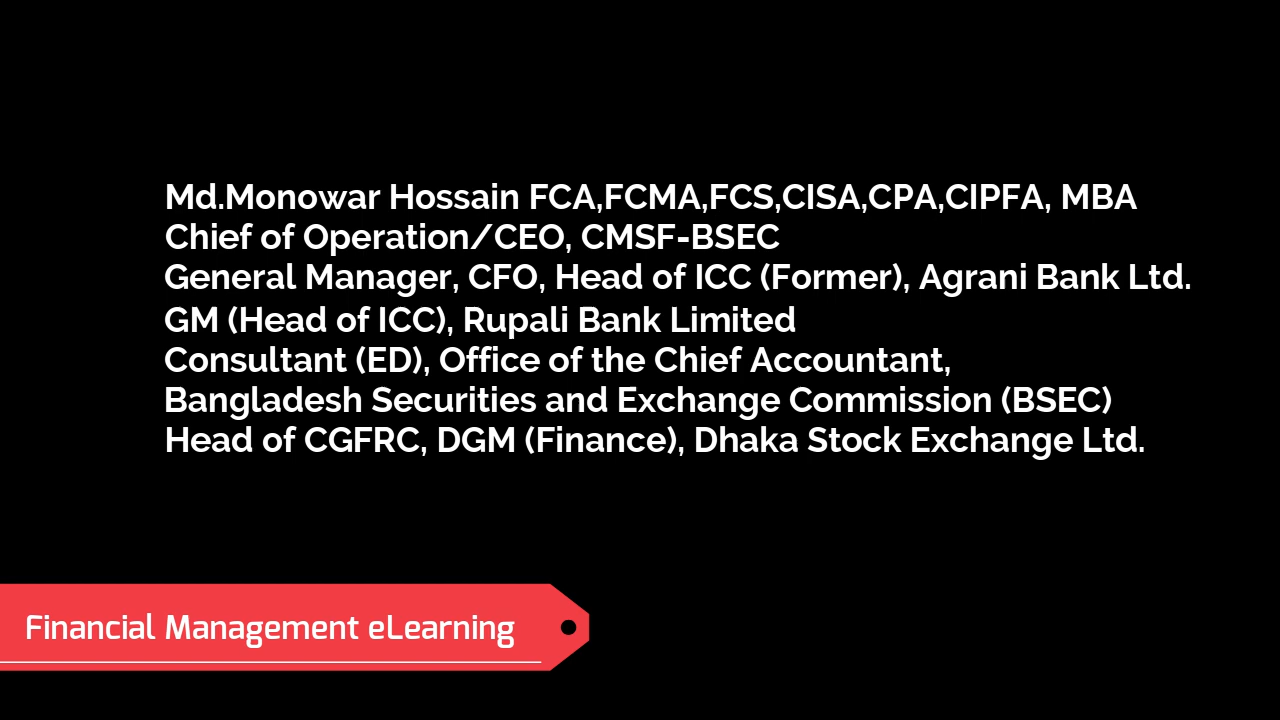 Md.Monowar Hossain FCA,FCMA,FCS,CISA,CPA,CIPFA, MBA
Chief of Operation/CEO, CMSF-BSEC
General Manager, CFO, Head of ICC (Former), Agrani Bank Ltd.
GM (Head of ICC), Rupali Bank Limited
Consultant (ED), Office of the Chief Accountant,
Bangladesh Securities and Exchange Commission (BSEC)
Head of CGFRC, DGM (Finance), Dhaka Stock Exchange Ltd.
Financial Management eLearning